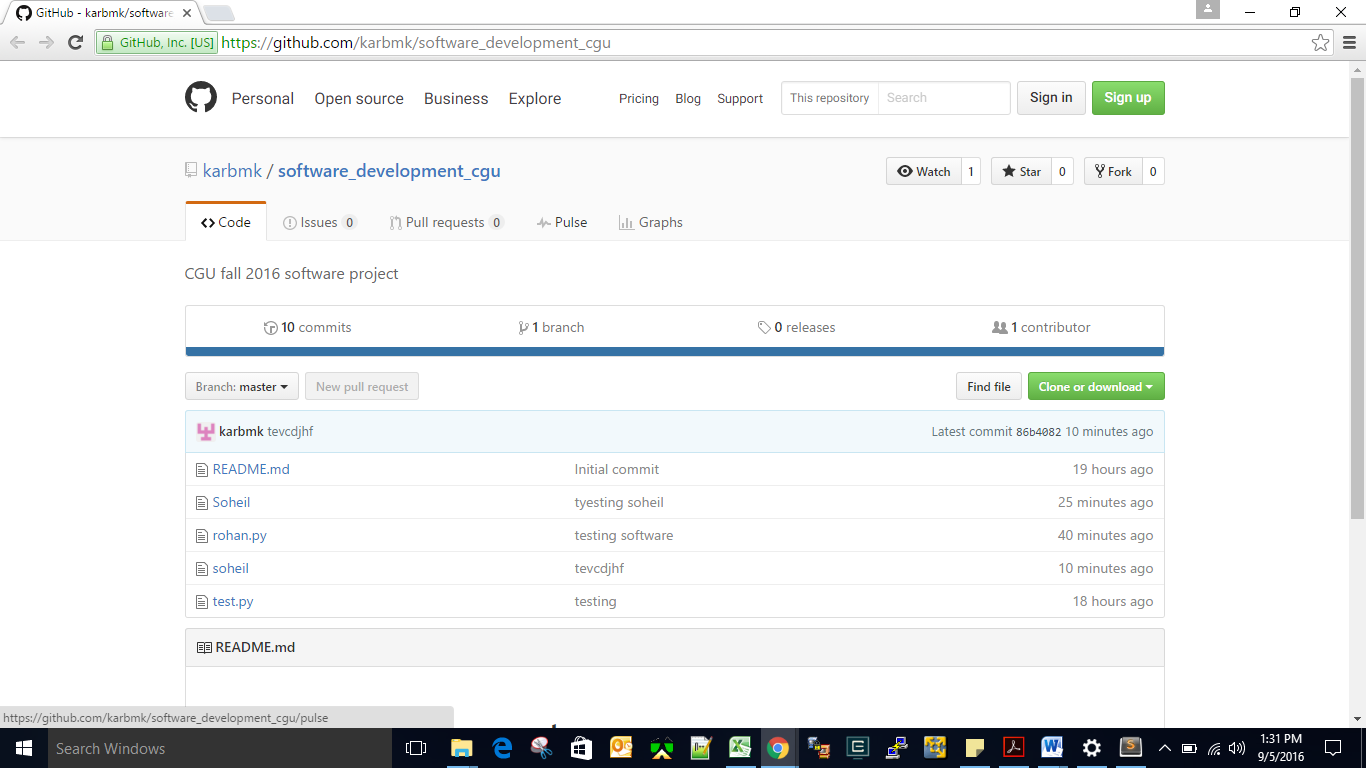 GitHub - karbmk/software
GitHub, Inc. [US] https://github.com/karbmk/software_development_cgu
Personal Open source Business Explore Pricing Blog Support This repository Search Sign in Sign up
karbmk / software_development_cgu Watch 1 Star 0 Fork 0
Code Issues 0 Pull requests 0 Pulse Graphs
CGU fall 2016 software project
10 commits 1 branch 0 releases 1 contributor
Branch: master New pull request Find file Clone or download
karbmk tevcdjhf Latest commit 86b4082 10 minutes ago
README.md Initial commit 19 hours ago
Soheil tyesting soheil 25 minutes ago
rohan.py testing software 40 minutes ago
soheil tevcdjhf 10 minutes ago
test.py testing 18 hours ago
README.md
https://github.com/karbmk/software_development_cgu/pulse
Search Windows 1:31 PM
9/5/2016